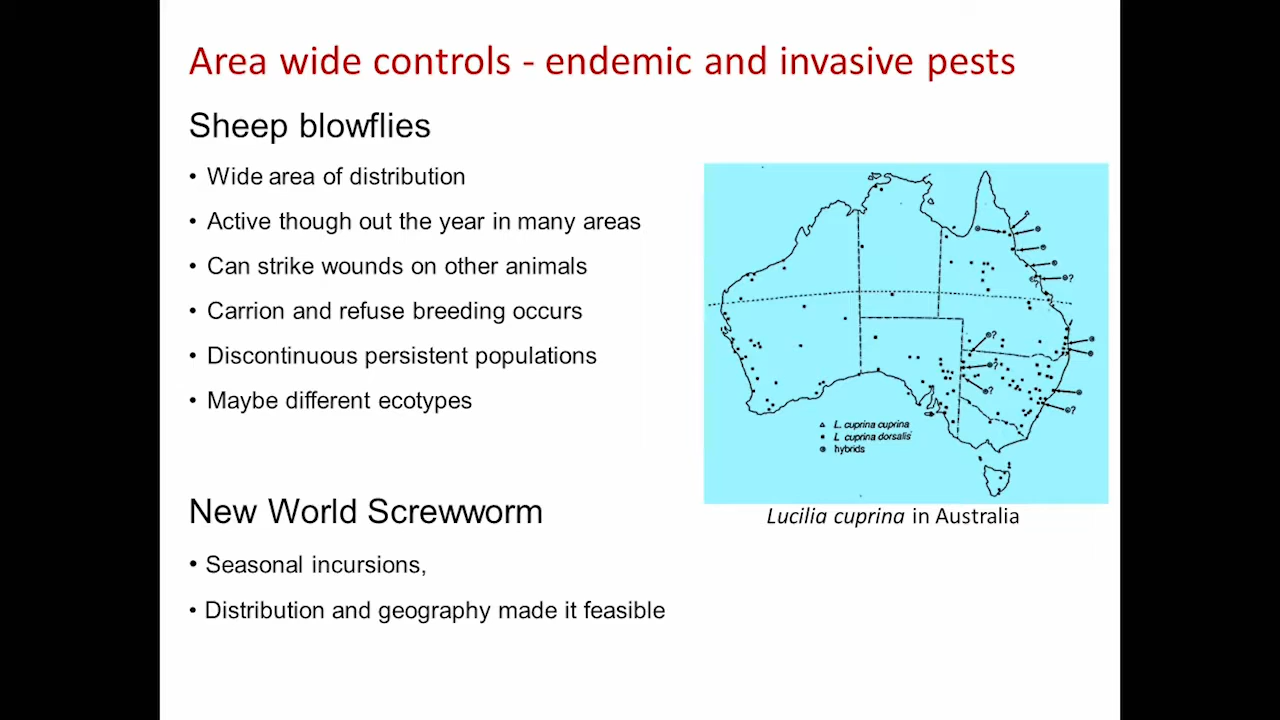 Area wide controls - endemic and invasive pests
Sheep blowflies
• Wide area of distribution
• Active though out the year in many areas
• Can strike wounds on other animals
• Carrion and refuse breeding occurs
• Discontinuous persistent populations
• Maybe different ecotypes
L. cuprina cuprina
L cuprina dorsalis
hybrids
Lucilia cuprina in Australia
New World Screwworm
• Seasonal incursions,
• Distribution and geography made it feasible